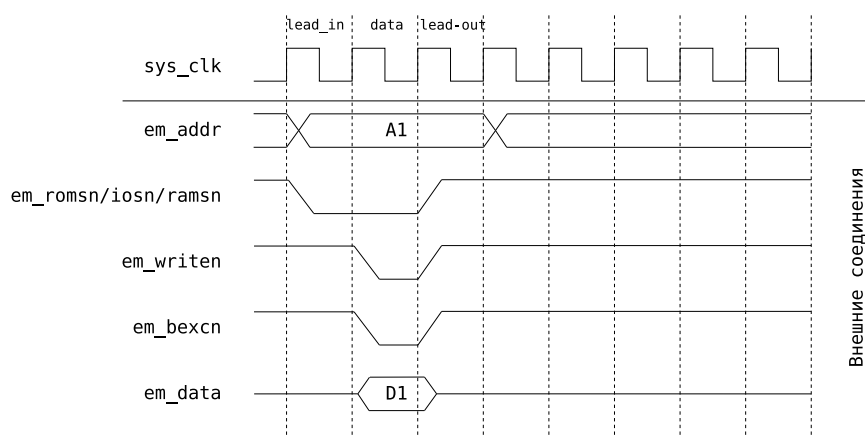 lead_in data lead-out
sys_clk
em_addr A1
em_romsn/iosn/ramsn
em_writen
em_bexcn
em_data D1
Внешние соединения